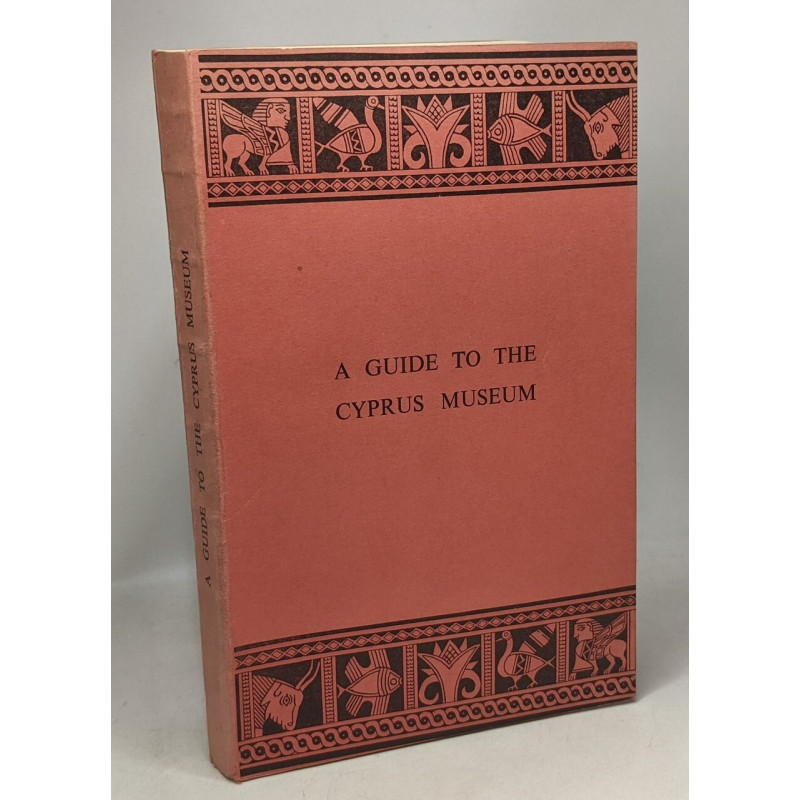 A GUIDE TO THE
CYPRUS MUSEUM
A GUIDE TO THE CYPRUS MUSEUM